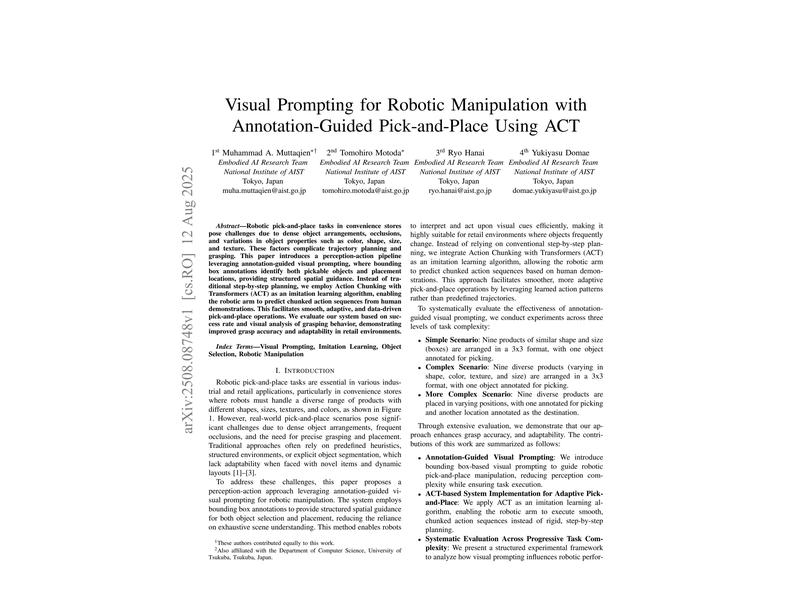 Visual Prompting for Robotic Manipulation with
Annotation-Guided Pick-and-Place Using ACT
1st Muhammad A. Muttaqien*† 2nd Tomohiro Motoda* 3rd Ryo Hanai 4th Yukiyasu Domae
Embodied AI Research Team Embodied AI Research Team Embodied AI Research Team Embodied AI Research Team
National Institute of AIST National Institute of AIST National Institute of AIST National Institute of AIST
Tokyo, Japan Tokyo, Japan Tokyo, Japan Tokyo, Japan
muha.muttaqien@aist.go.jp tomohiro.motoda@aist.go.jp ryo.hanai@aist.go.jp domae.yukiyasu@aist.go.jp
arXiv:2508.08748v1 [cs.RO] 12 Aug 2025
Abstract—Robotic pick-and-place tasks in convenience stores
pose challenges due to dense object arrangements, occlusions,
and variations in object properties such as color, shape, size,
and texture. These factors complicate trajectory planning and
grasping. This paper introduces a perception-action pipeline
leveraging annotation-guided visual prompting, where bounding
box annotations identify both pickable objects and placement
locations, providing structured spatial guidance. Instead of tra-
ditional step-by-step planning, we employ Action Chunking with
Transformers (ACT) as an imitation learning algorithm, enabling
the robotic arm to predict chunked action sequences from human
demonstrations. This facilitates smooth, adaptive, and data-driven
pick-and-place operations. We evaluate our system based on suc-
cess rate and visual analysis of grasping behavior, demonstrating
improved grasp accuracy and adaptability in retail environments.
Index Terms—Visual Prompting, Imitation Learning, Object
Selection, Robotic Manipulation
I. INTRODUCTION
Robotic pick-and-place tasks are essential in various indus-
trial and retail applications, particularly in convenience stores
where robots must handle a diverse range of products with
different shapes, sizes, textures, and colors, as shown in Figure
1. However, real-world pick-and-place scenarios pose signif-
icant challenges due to dense object arrangements, frequent
occlusions, and the need for precise grasping and placement.
Traditional approaches often rely on predefined heuristics,
structured environments, or explicit object segmentation, which
lack adaptability when faced with novel items and dynamic
layouts [1]–[3].
To address these challenges, this paper proposes a
perception-action approach leveraging annotation-guided vi-
sual prompting for robotic manipulation. The system employs
bounding box annotations to provide structured spatial guidance
for both object selection and placement, reducing the reliance
on exhaustive scene understanding. This method enables robots
1These authors contributed equally to this work.
2Also affiliated with the Department of Computer Science, University of
Tsukuba, Tsukuba, Japan.
to interpret and act upon visual cues efficiently, making it
highly suitable for retail environments where objects frequently
change. Instead of relying on conventional step-by-step plan-
ning, we integrate Action Chunking with Transformers (ACT)
as an imitation learning algorithm, allowing the robotic arm
to predict chunked action sequences based on human demon-
strations. This approach facilitates smoother, more adaptive
pick-and-place operations by leveraging learned action patterns
rather than predefined trajectories.
To systematically evaluate the effectiveness of annotation-
guided visual prompting, we conduct experiments across three
levels of task complexity:
• Simple Scenario: Nine products of similar shape and size
(boxes) are arranged in a 3x3 format, with one object
annotated for picking.
• Complex Scenario: Nine diverse products (varying in
shape, color, texture, and size) are arranged in a 3x3
format, with one object annotated for picking.
• More Complex Scenario: Nine diverse products are
placed in varying positions, with one annotated for picking
and another location annotated as the destination.
Through extensive evaluation, we demonstrate that our ap-
proach enhances grasp accuracy, and adaptability. The contri-
butions of this work are summarized as follows:
• Annotation-Guided Visual Prompting: We introduce
bounding box-based visual prompting to guide robotic
pick-and-place manipulation, reducing perception com-
plexity while ensuring task execution.
• ACT-based System Implementation for Adaptive Pick-
and-Place: We apply ACT as an imitation learning al-
gorithm, enabling the robotic arm to execute smooth,
chunked action sequences instead of rigid, step-by-step
planning.
• Systematic Evaluation Across Progressive Task Com-
plexity: We present a structured experimental framework
to analyze how visual prompting influences robotic perfor-